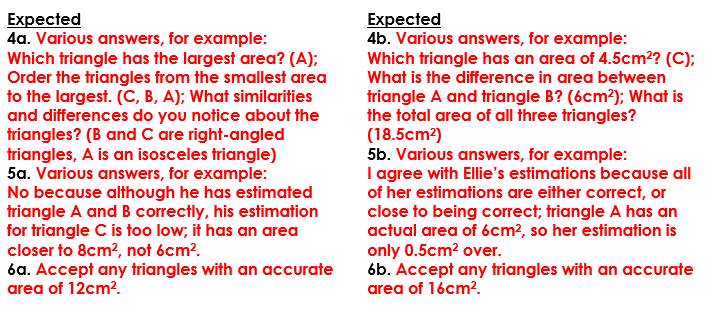 Expected
4a. Various answers, for example:
Which triangle has the largest area? (A);
Order the triangles from the smallest area
to the largest. (C, B, A); What similarities
and differences do you notice about the
triangles? (B and C are right-angled
triangles, A is an isosceles triangle)
5a. Various answers, for example:
No because although he has estimated
triangle A and B correctly, his estimation
for triangle C is too low; it has an area
closer to 8cm², not 6cm².
6a. Accept any triangles with an accurate
area of 12cm².
Expected
4b. Various answers, for example:
Which triangle has an area of 4.5cm²? (C);
What is the difference in area between
triangle A and triangle B? (6cm²); What is
the total area of all three triangles?
(18.5cm²)
5b. Various answers, for example:
I agree with Ellie’s estimations because all
of her estimations are either correct, or
close to being correct; triangle A has an
actual area of 6cm², so her estimation is
only 0.5cm² over.
6b. Accept any triangles with an accurate
area of 16cm².